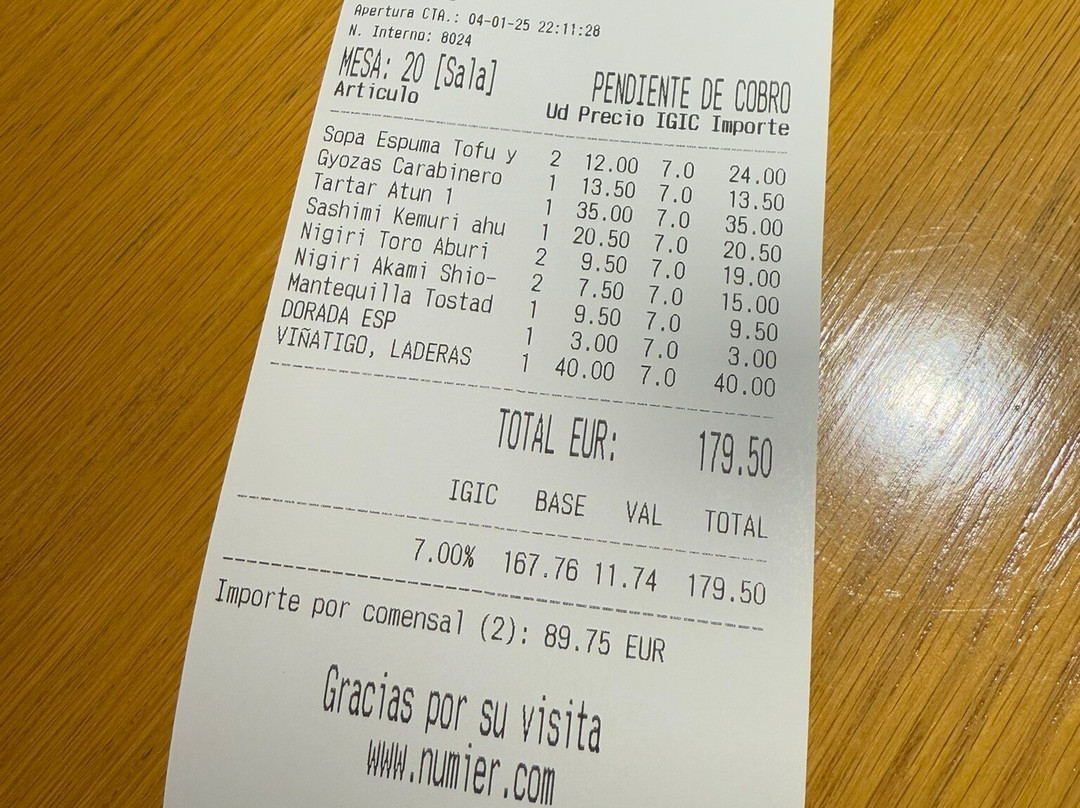 Apertura CTA.: 04-01-25 22:11:28
N. Interno: 8024
MESA: 20 [Sala] PENDIENTE DE COBRO
Articulo Ud Precio IGIC Importe
Sopa Espuma Tofu y 2 12.00 7.0 24.00
Gyozas Carabinero 1 13.50 7.0 13.50
Tartar Atun 1 1 35.00 7.0 35.00
Sashimi Kemuri ahu 1 20.50 7.0 20.50
Nigiri Toro Aburi 2 9.50 7.0 19.00
Nigiri Akami Shio- 2 7.50 7.0 15.00
Mantequilla Tostad 1 9.50 7.0 9.50
DORADA ESP 1 3.00 7.0 3.00
VIÑATIGO, LADERAS 1 40.00 7.0 40.00
TOTAL EUR: 179.50
IGIC BASE VAL TOTAL
7.00% 167.76 11.74 179.50
Importe por comensal (2): 89.75 EUR
Gracias por su visita
www.numier.com